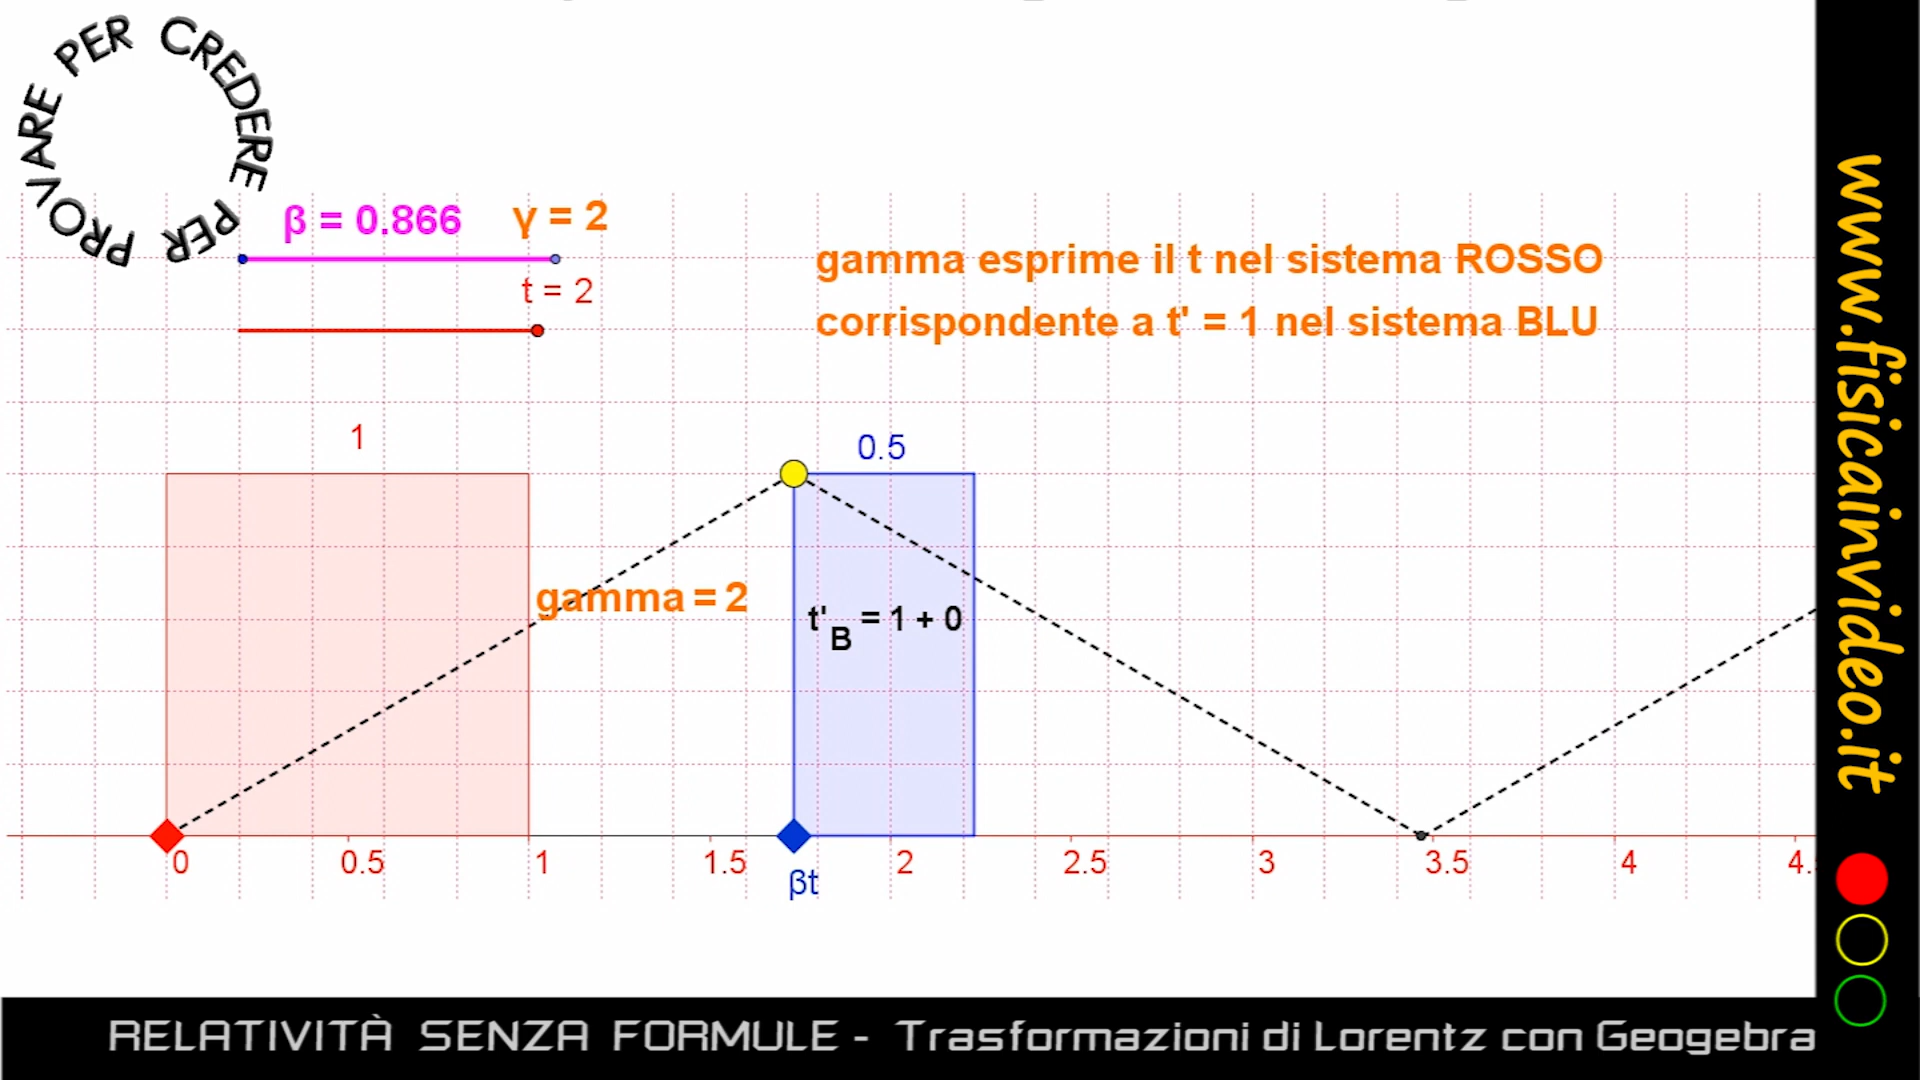 PROVARE PER CREDERE PER
β = 0.866
γ = 2
t = 2
gamma esprime il t nel sistema ROSSO
corrispondente a t' = 1 nel sistema BLU
1
0.5
gamma = 2
t'B = 1 + 0
0 0.5 1 1.5 2 2.5 3 3.5 4
βt
www.fisicainvideo.it
RELATIVITÀ SENZA FORMULE - Trasformazioni di Lorentz con Geogebra